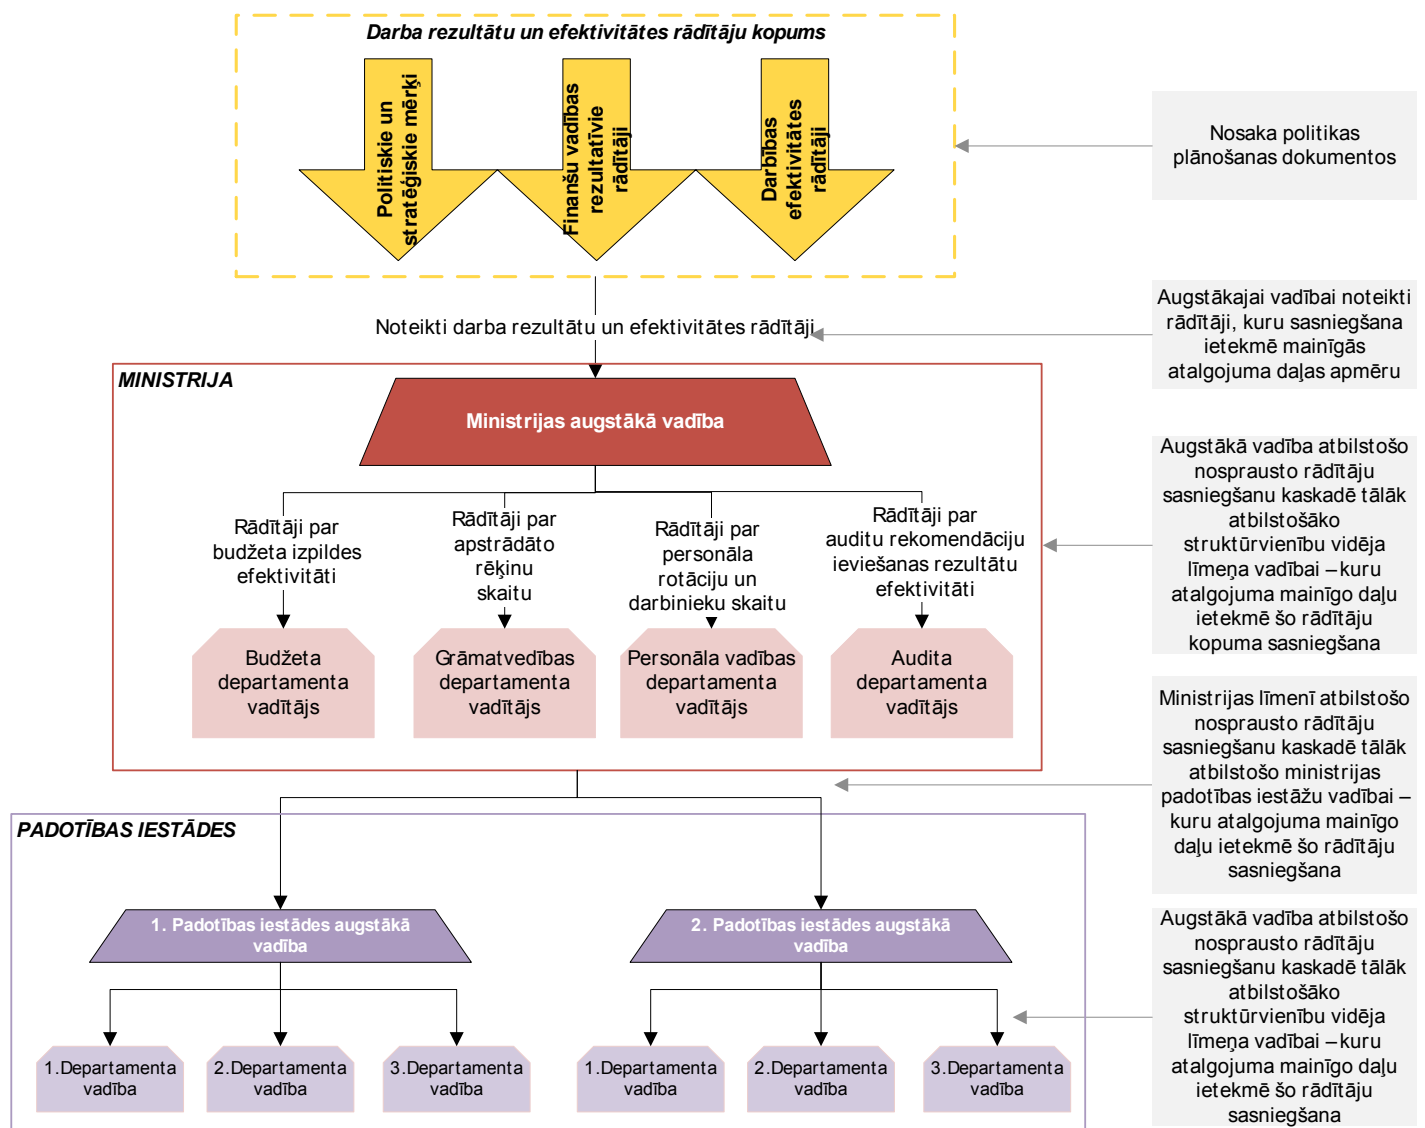 Darba rezultātu un efektivitātes rādītāju kopums
Politiskie un
stratēģiskie mērķi
Finanšu vadības
rezultatīvie
rādītāji
Darbības
efektivitātes
rādītāji
Nosaka politikas
plānošanas dokumentos
Noteikti darba rezultātu un efektivitātes rādītāji
Augstākajai vadībai noteikti
rādītāji, kuru sasniegšana
ietekmē mainīgās
atalgojuma daļas apmēru
MINISTRIJA
Ministrijas augstākā vadība
Rādītāji par
budžeta izpildes
efektivitāti
Rādītāji par
apstrādāto
rēķinu
skaitu
Rādītāji par
personāla
rotāciju un
darbinieku skaitu
Rādītāji par
auditu rekomendāciju
ieviešanas rezultātu
efektivitāti
Augstākā vadība atbilstošo
nosprausto rādītāju
sasniegšanu kaskadē tālāk
atbilstošāko
struktūrvienību vidēja
līmeņa vadībai – kuru
atalgojuma mainīgo daļu
ietekmē šo rādītāju
kopuma sasniegšana
Budžeta
departamenta
vadītājs
Grāmatvedības
departamenta
vadītājs
Personāla vadības
departamenta
vadītājs
Audita
departamenta
vadītājs
Ministrijas līmenī atbilstošo
nosprausto rādītāju
sasniegšanu kaskadē tālāk
atbilstošo ministrijas
padotības iestāžu vadībai –
kuru atalgojuma mainīgo
daļu ietekmē šo rādītāju
sasniegšana
PADOTĪBAS IESTĀDES
1. Padotības iestādes augstākā
vadība
2. Padotības iestādes augstākā
vadība
Augstākā vadība atbilstošo
nosprausto rādītāju
sasniegšanu kaskadē tālāk
atbilstošāko
struktūrvienību vidēja
līmeņa vadībai – kuru
atalgojuma mainīgo daļu
ietekmē šo rādītāju
sasniegšana
1.Departamenta
vadība
2.Departamenta
vadība
3.Departamenta
vadība
1.Departamenta
vadība
2.Departamenta
vadība
3.Departamenta
vadība